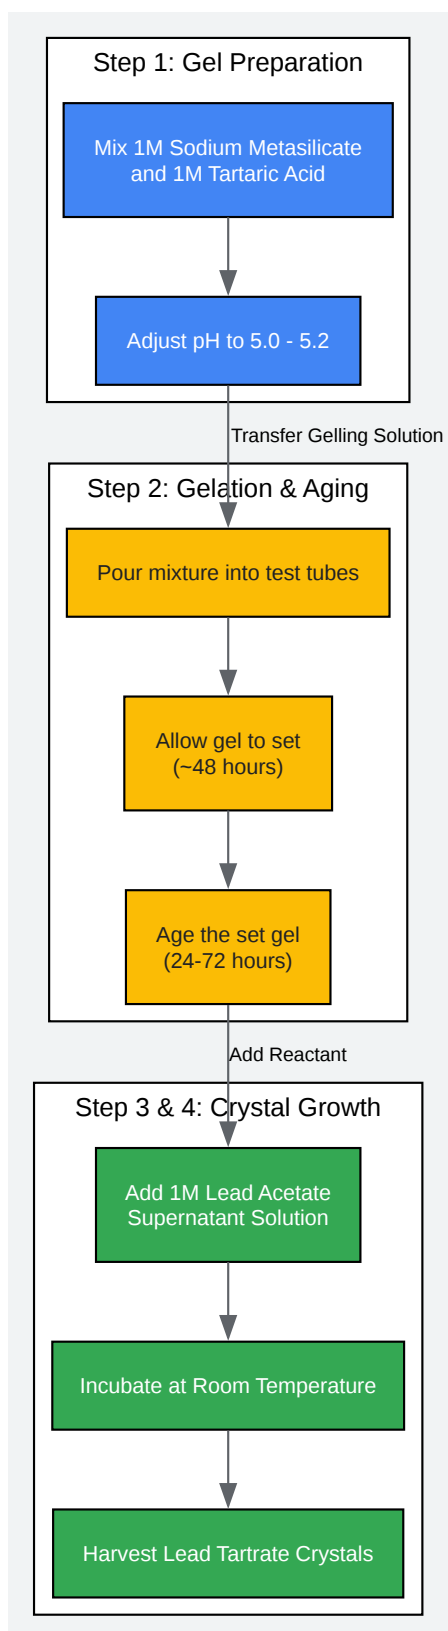 Step 1: Gel Preparation
Mix 1M Sodium Metasilicate
and 1M Tartaric Acid
Adjust pH to 5.0 - 5.2
Transfer Gelling Solution
Step 2: Gelation & Aging
Pour mixture into test tubes
Allow gel to set
(~48 hours)
Age the set gel
(24-72 hours)
Add Reactant
Step 3 & 4: Crystal Growth
Add 1M Lead Acetate
Supernatant Solution
Incubate at Room Temperature
Harvest Lead Tartrate Crystals